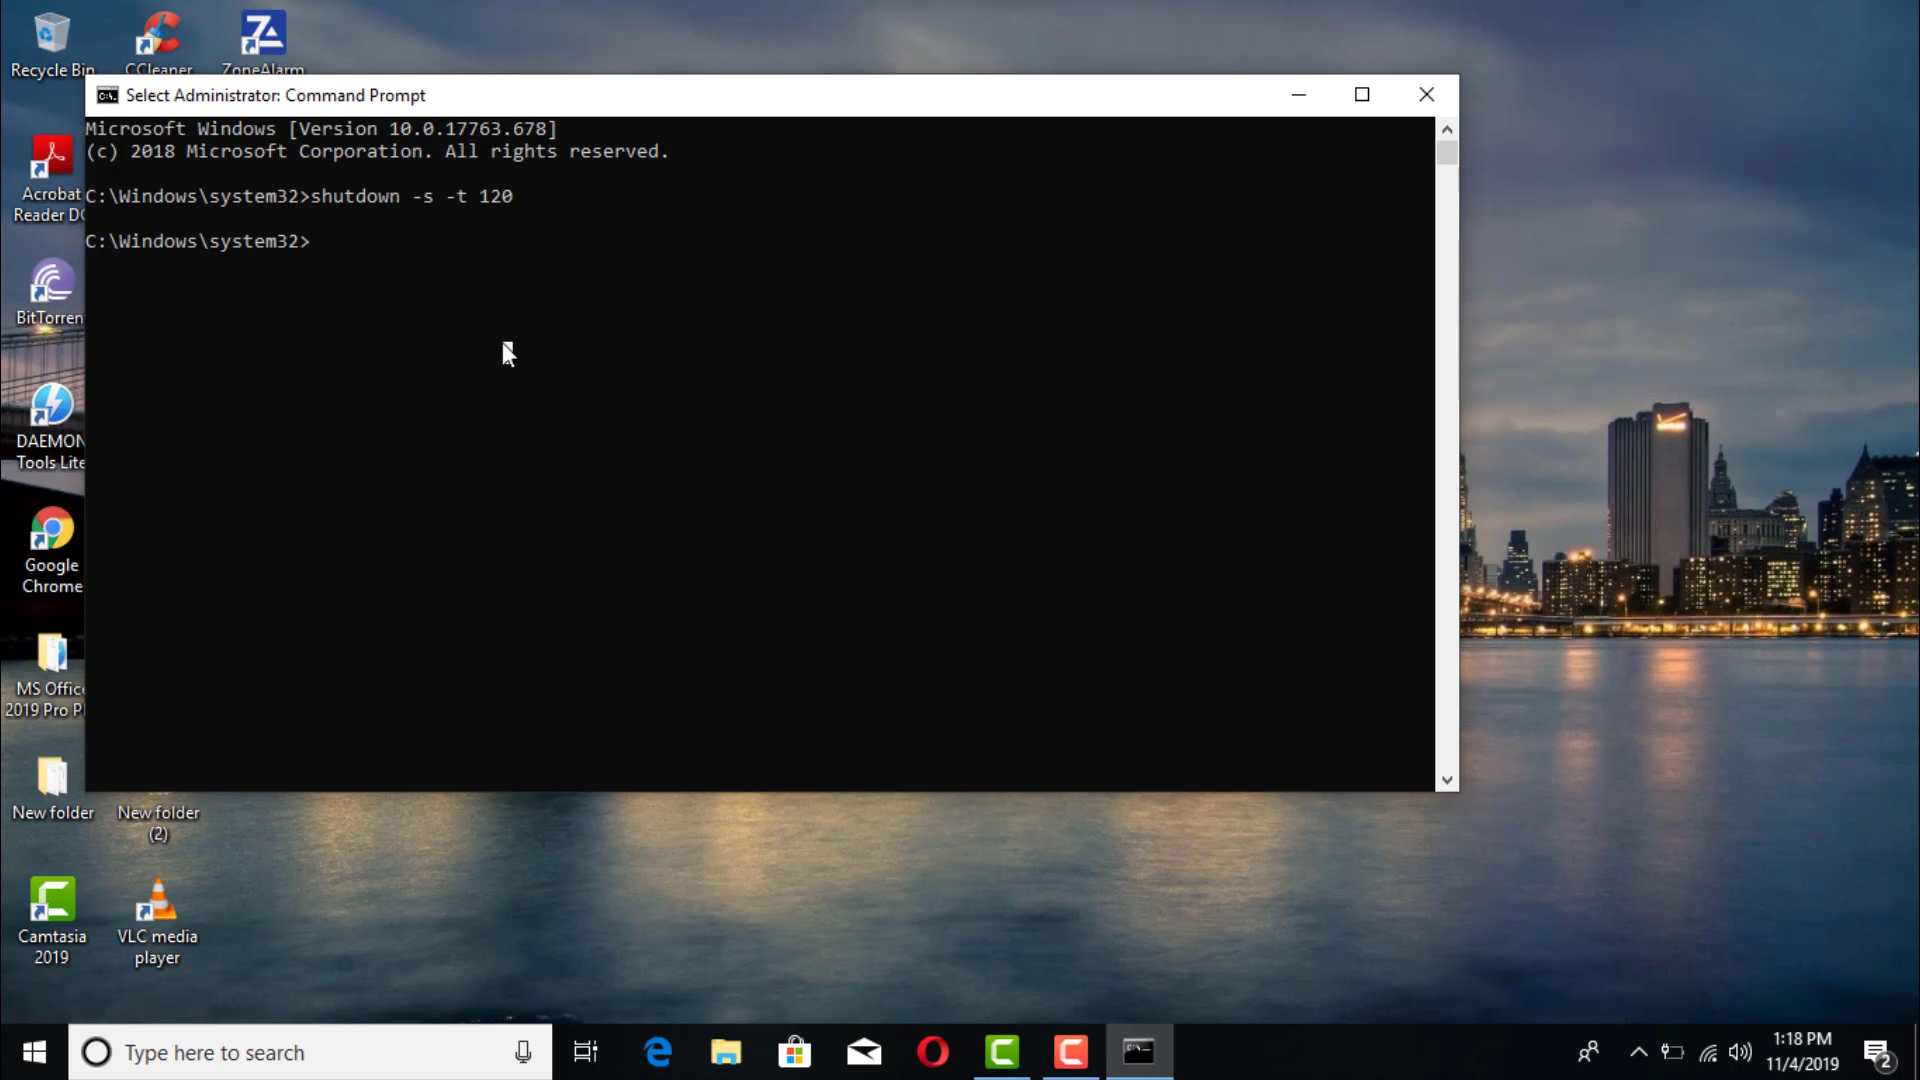 Recycle Bin
CCleaner
ZoneAlarm
Select Administrator: Command Prompt
Microsoft Windows [Version 10.0.17763.678]
(c) 2018 Microsoft Corporation. All rights reserved.
C:\Windows\system32>shutdown -s -t 120
C:\Windows\system32>
Acrobat
Reader DC
BitTorren
DAEMON
Tools Lite
Google
Chrome
MS Offic
2019 Pro P
New folder
New folder
(2)
Camtasia
2019
VLC media
player
Type here to search
1:18 PM
11/4/2019
2